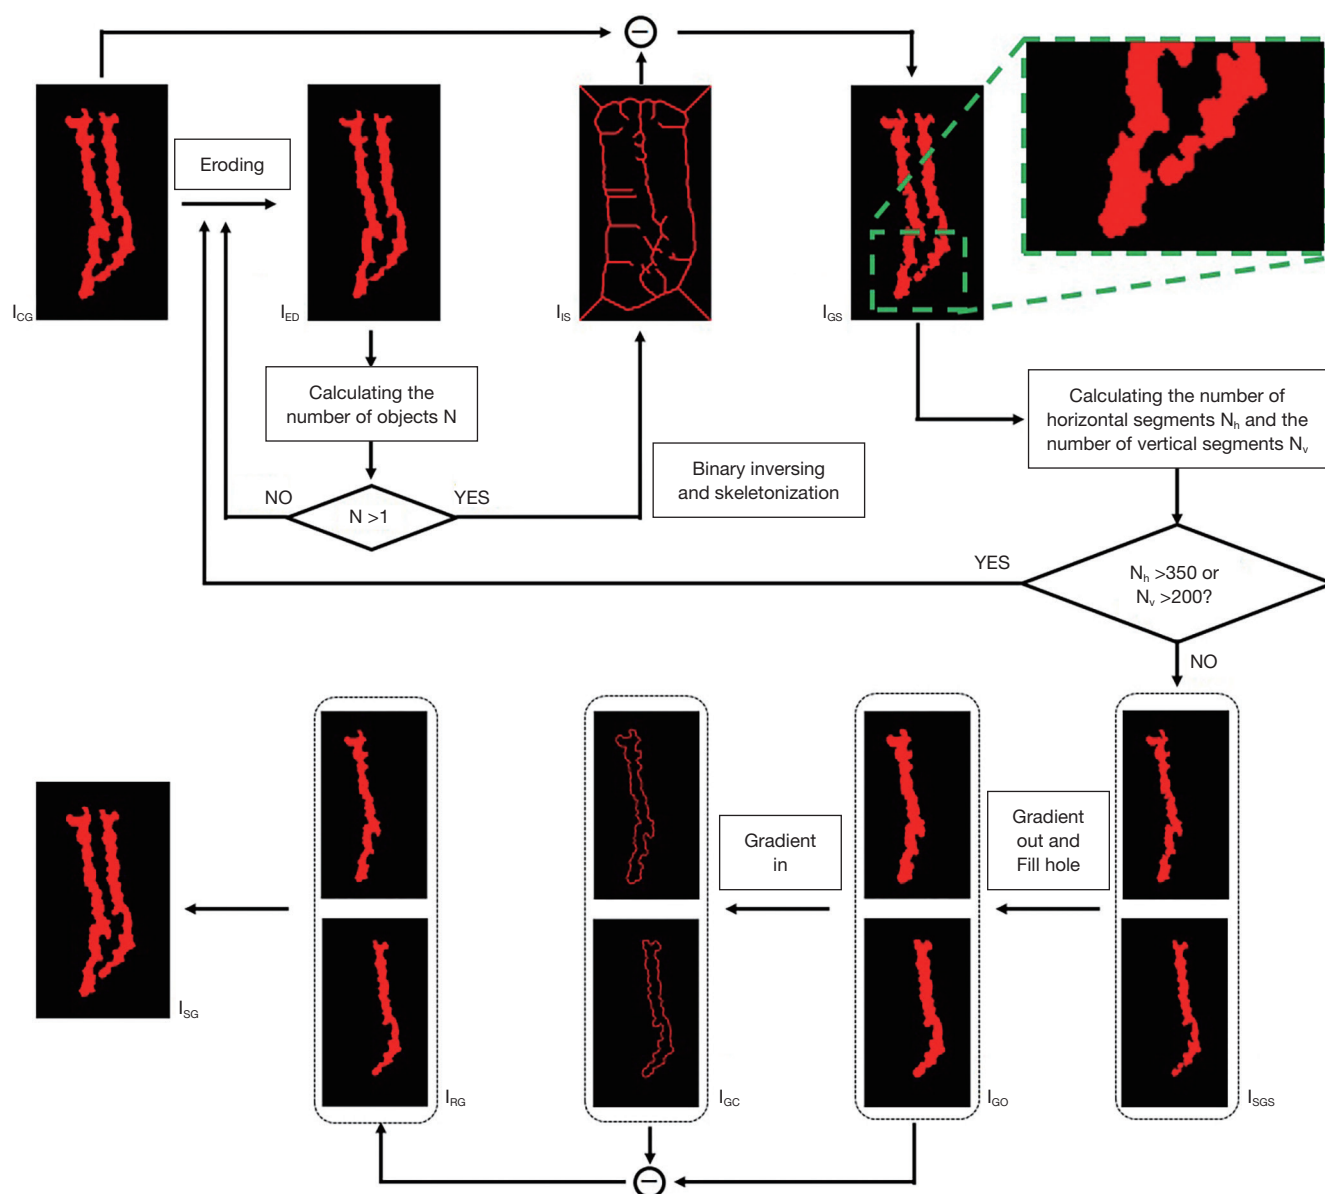 Eroding
I_CG
I_ED
I_IS
I_GS
Calculating the
number of objects N
Calculating the number of
horizontal segments N_h and the
number of vertical segments N_v
Binary inversing
and skeletonization
NO
YES
N >1
YES
N_h >350 or
N_v >200?
NO
Gradient
out and
Fill hole
Gradient
in
I_SG
I_RG
I_GC
I_GO
I_SGS